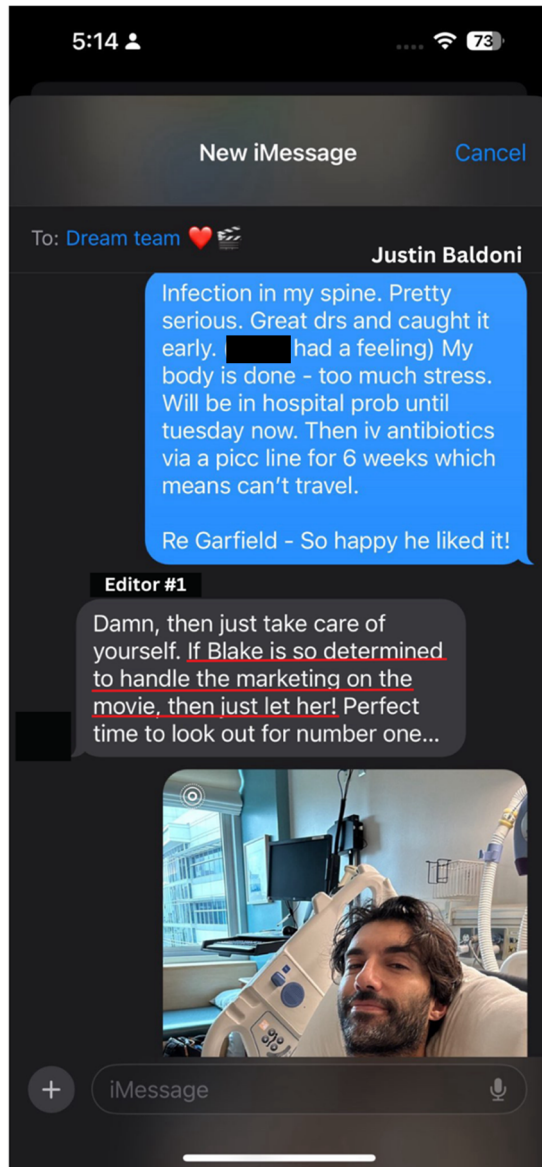 5:14
73
New iMessage
Cancel
To: Dream team ❤️🎬
Justin Baldoni
Infection in my spine. Pretty
serious. Great drs and caught it
early. had a feeling) My
body is done - too much stress.
Will be in hospital prob until
tuesday now. Then iv antibiotics
via a picc line for 6 weeks which
means can’t travel.
Re Garfield - So happy he liked it!
Editor #1
Damn, then just take care of
yourself. If Blake is so determined
to handle the marketing on the
movie, then just let her! Perfect
time to look out for number one...
iMessage